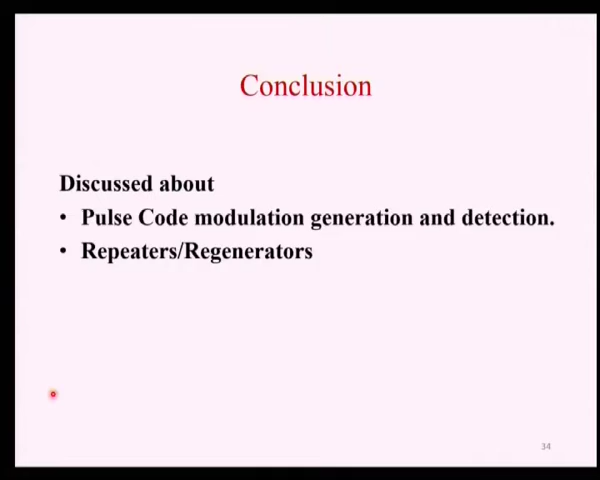 Conclusion
Discussed about
• Pulse Code modulation generation and detection.
• Repeaters/Regenerators
34